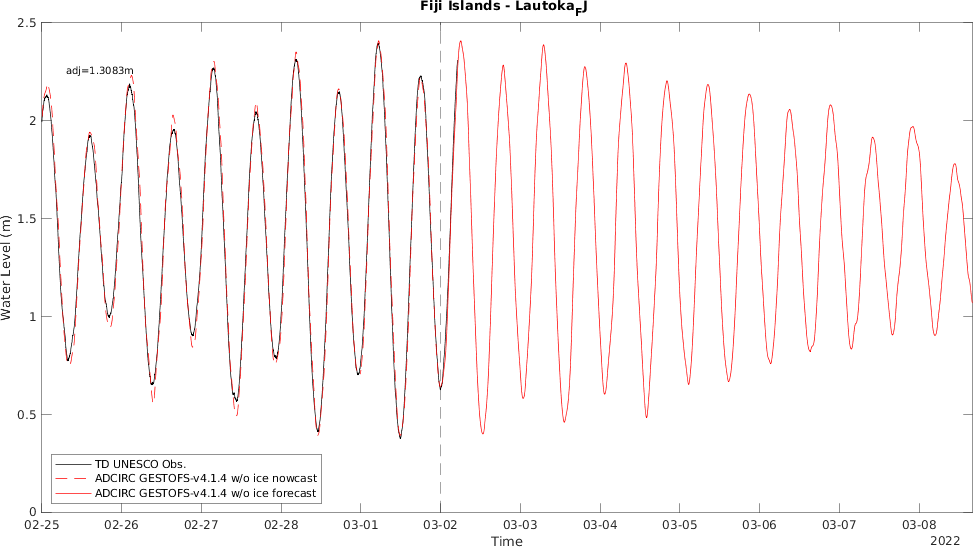 Fiji Islands - Lautoka_FJ
2.5
adj=1.3083m
2
1.5
Water Level (m)
1
0.5
TD UNESCO Obs.
ADCIRC GESTOFS-v4.1.4 w/o ice nowcast
ADCIRC GESTOFS-v4.1.4 w/o ice forecast
0
02-25 02-26 02-27 02-28 03-01 03-02 03-03 03-04 03-05 03-06 03-07 03-08
Time
2022